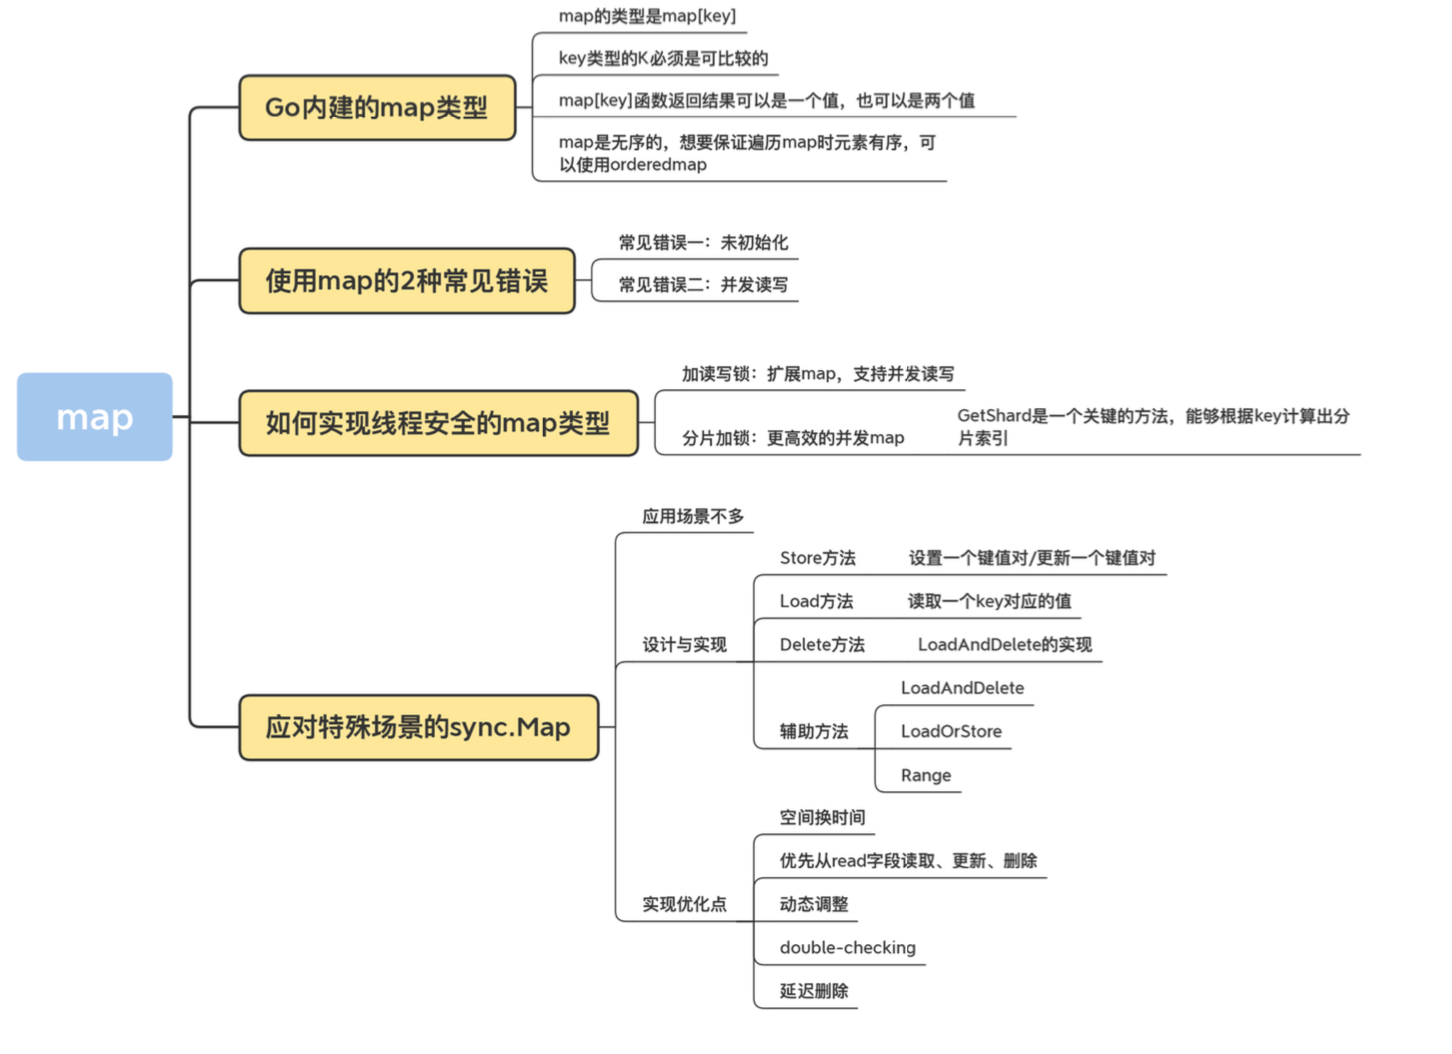 map
Go内建的map类型
map的类型是map[key]
key类型的K必须是可比较的
map[key]函数返回结果可以是一个值，也可以是两个值
map是无序的，想要保证遍历map时元素有序，可
以使用orderedmap
使用map的2种常见错误
常见错误一：未初始化
常见错误二：并发读写
如何实现线程安全的map类型
加读写锁：扩展map，支持并发读写
分片加锁：更高效的并发map
GetShard是一个关键的方法，能够根据key计算出分
片索引
应对特殊场景的sync.Map
应用场景不多
设计与实现
Store方法
设置一个键值对/更新一个键值对
Load方法
读取一个key对应的值
Delete方法
LoadAndDelete的实现
辅助方法
LoadAndDelete
LoadOrStore
Range
实现优化点
空间换时间
优先从read字段读取、更新、删除
动态调整
double-checking
延迟删除